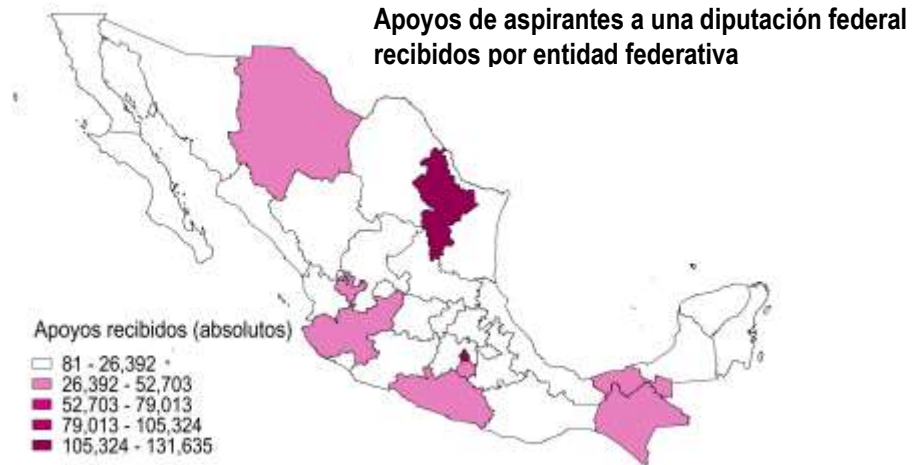 Apoyos de aspirantes a una diputación federal
recibidos por entidad federativa
Apoyos recibidos (absolutos)
81 - 26,392
26,392 - 52,703
52,703 - 79,013
79,013 - 105,324
105,324 - 131,635